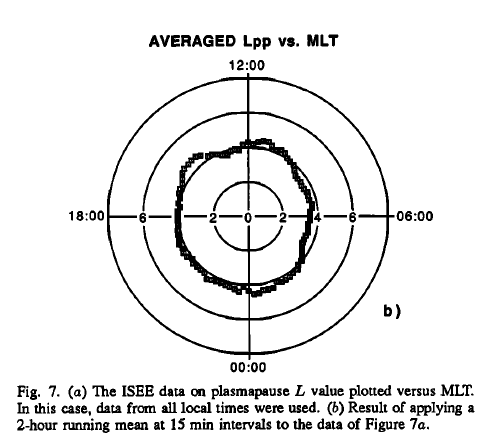 AVERAGED Lpp vs. MLT
12:00
18:00 6 2 0 2 4 6 06:00
b)
00:00
Fig. 7. (a) The ISEE data on plasmapause L value plotted versus MLT.
In this case, data from all local times were used. (b) Result of applying a
2-hour running mean at 15 min intervals to the data of Figure 7a.